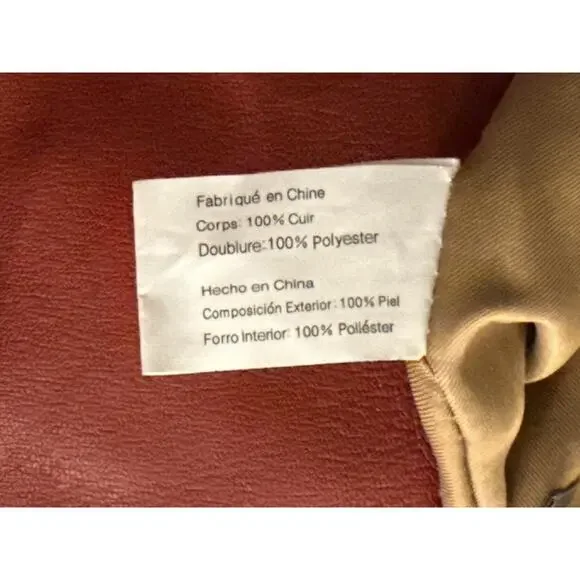 Fabriqué en Chine
Corps: 100% Cuir
Doublure:100% Polyester
Hecho en China
Composición Exterior: 100% Piel
Forro Interior: 100% Poliéster